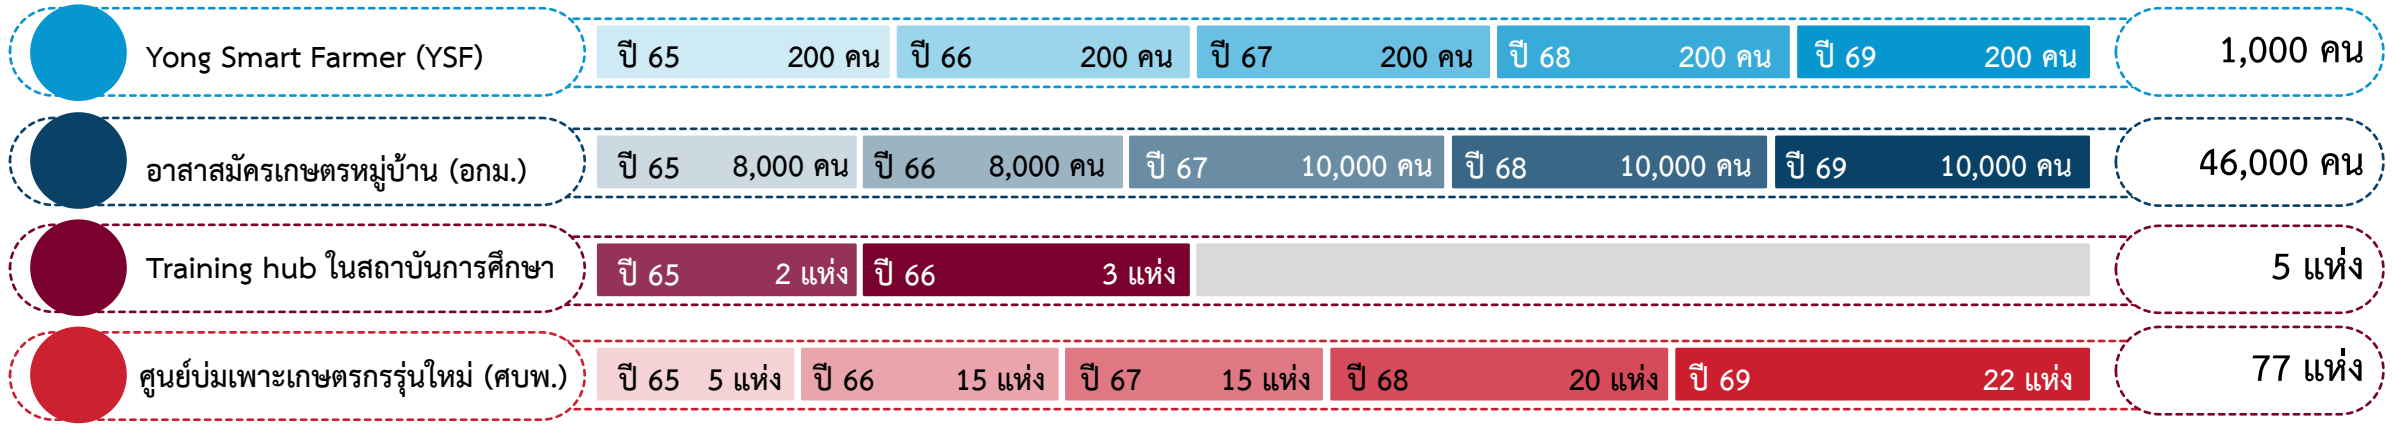 Yong Smart Farmer (YSF) ปี 65 200 คน ปี 66 200 คน ปี 67 200 คน ปี 68 200 คน ปี 69 200 คน 1,000 คน
อาสาสมัครเกษตรหมู่บ้าน (อกม.) ปี 65 8,000 คน ปี 66 8,000 คน ปี 67 10,000 คน ปี 68 10,000 คน ปี 69 10,000 คน 46,000 คน
Training hub ในสถาบันการศึกษา ปี 65 2 แห่ง ปี 66 3 แห่ง 5 แห่ง
ศูนย์บ่มเพาะเกษตรกรรุ่นใหม่ (ศบพ.) ปี 65 5 แห่ง ปี 66 15 แห่ง ปี 67 15 แห่ง ปี 68 20 แห่ง ปี 69 22 แห่ง 77 แห่ง